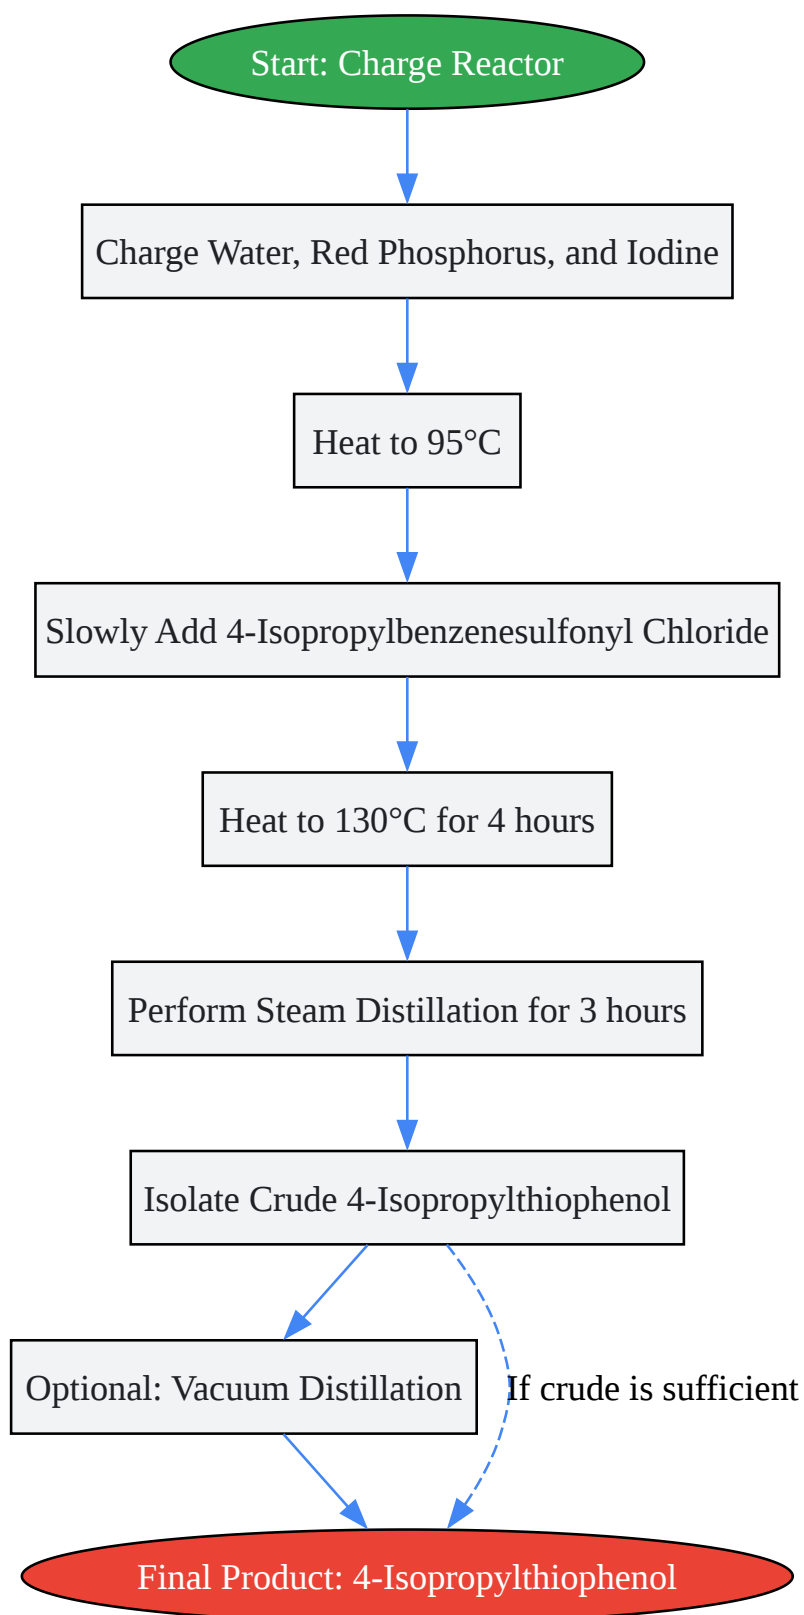 Start: Charge Reactor
Charge Water, Red Phosphorus, and Iodine
Heat to 95°C
Slowly Add 4-Isopropylbenzenesulfonyl Chloride
Heat to 130°C for 4 hours
Perform Steam Distillation for 3 hours
Isolate Crude 4-Isopropylthiophenol
Optional: Vacuum Distillation
If crude is sufficient
Final Product: 4-Isopropylthiophenol